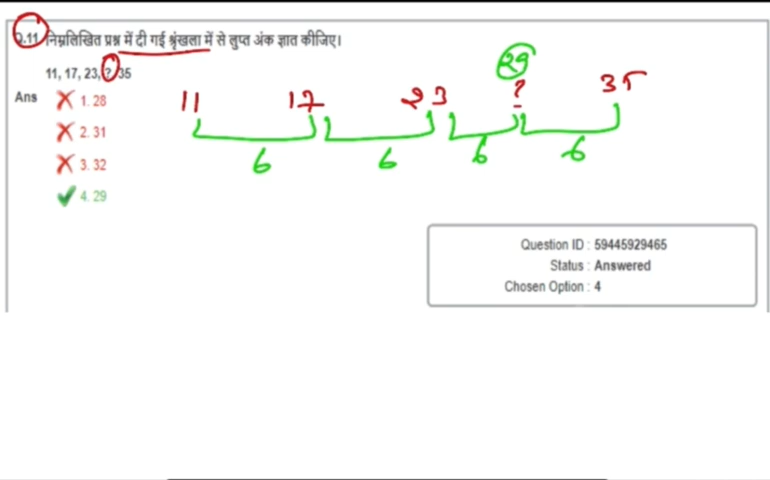 Q.11 निम्नलिखित प्रश्न में दी गई श्रृंखला में से लुप्त अंक ज्ञात कीजिए।
11, 17, 23, ? 35
Ans 1. 28
2. 31
3. 32
4. 29
29
11 17 23 ? 35
6 6 6 6
Question ID : 59445929465
Status : Answered
Chosen Option : 4